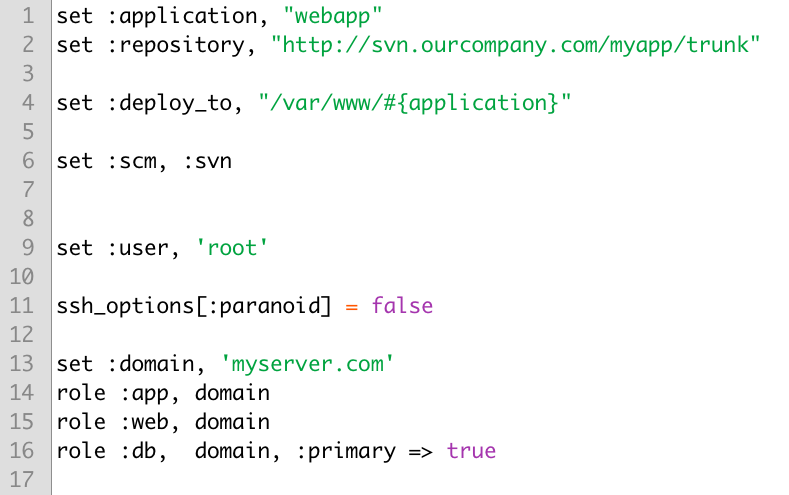 1 set :application, "webapp"
2 set :repository, "http://svn.ourcompany.com/myapp/trunk"
3
4 set :deploy_to, "/var/www/#{application}"
5
6 set :scm, :svn
7
8
9 set :user, 'root'
10
11 ssh_options[:paranoid] = false
12
13 set :domain, 'myserver.com'
14 role :app, domain
15 role :web, domain
16 role :db,  domain, :primary => true
17